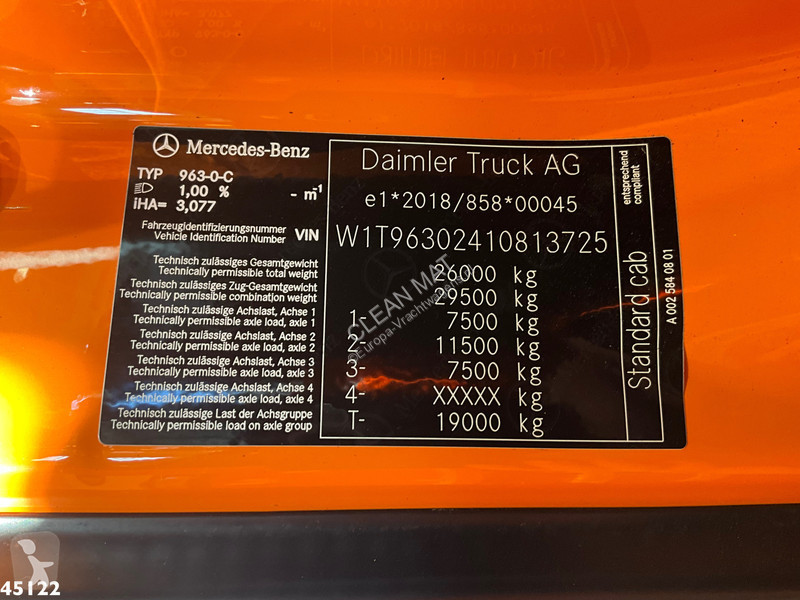 Mercedes-Benz
TYP 963-0-C
1,00 % - m⁻¹
iHA= 3,077
Fahrzeugidentifizierungsnummer
Vehicle Identification Number VIN
Technisch zulässiges Gesamtgewicht
Technically permissible total weight
Technisch zulässiges Zug-Gesamtgewicht
Technically permissible combination weight
Technisch zulässige Achslast, Achse 1
Technically permissible axle load, axle 1
Technisch zulässige Achslast, Achse 2
Technically permissible axle load, axle 2
Technisch zulässige Achslast, Achse 3
Technically permissible axle load, axle 3
Technisch zulässige Achslast, Achse 4
Technically permissible axle load, axle 4
Technisch zulässige Last der Achsgruppe
Technically permissible load on axle group
Daimler Truck AG
e1*2018/858*00045
W1T96302410813725
26000 kg
29500 kg
1- 7500 kg
2- 11500 kg
3- 7500 kg
4- XXXXX kg
T- 19000 kg
Standard cab
entsprechend
compliant
A 002 584 08 01
CLEAN MAT
45122